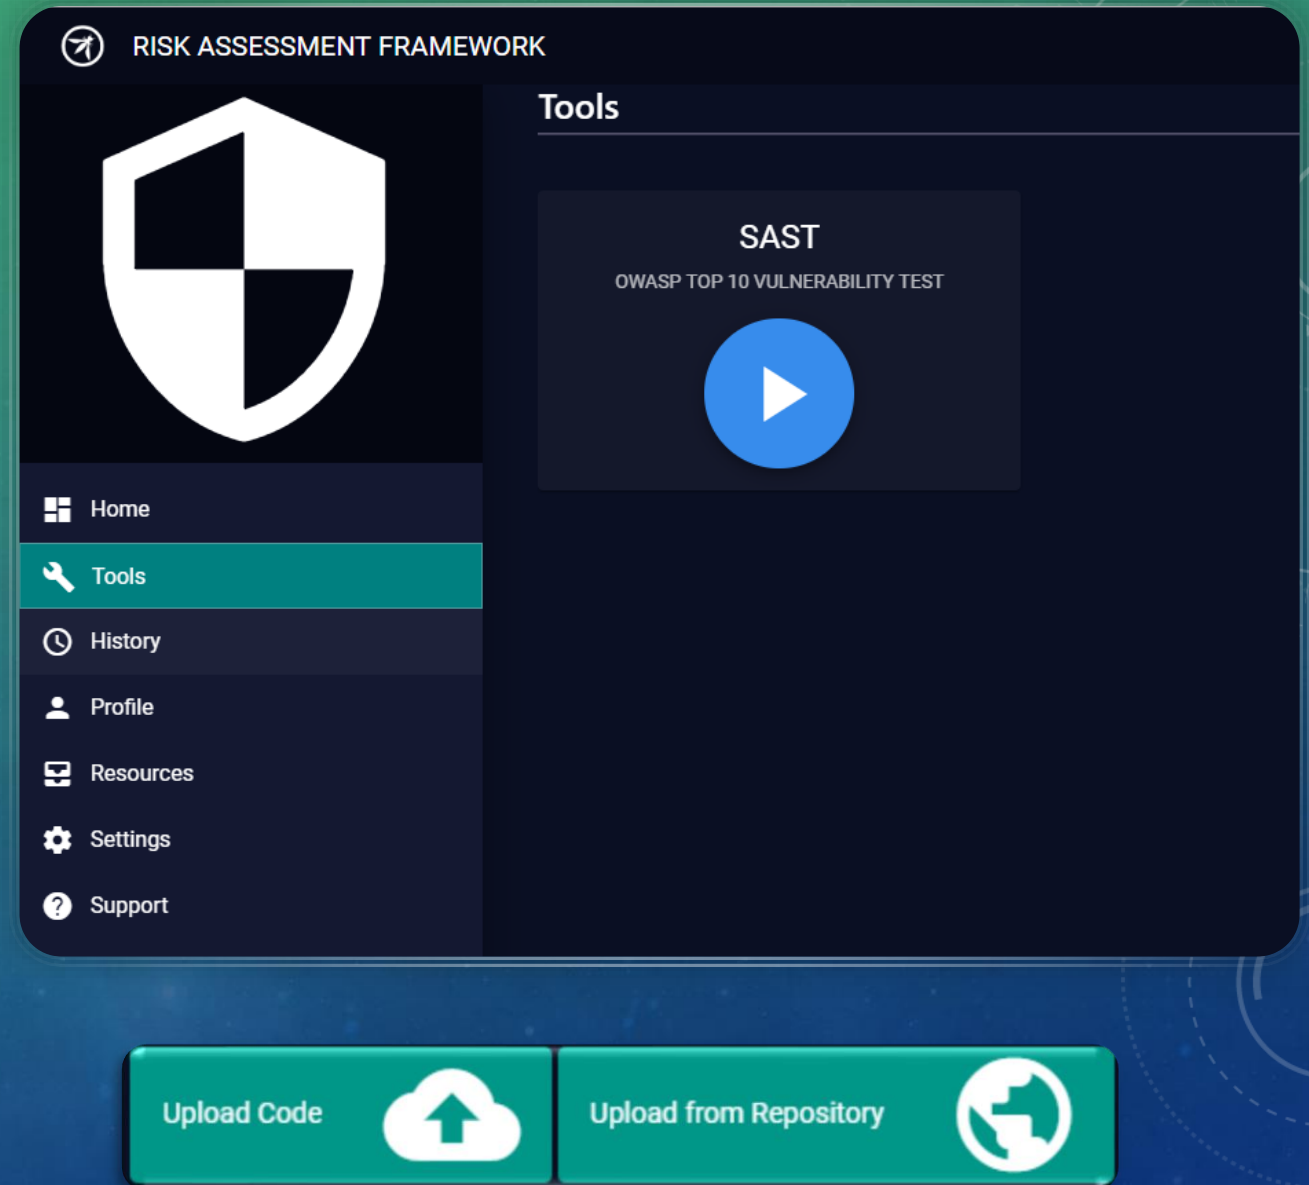 RISK ASSESSMENT FRAMEWORK
Tools
SAST
OWASP TOP 10 VULNERABILITY TEST
Home
Tools
History
Profile
Resources
Settings
Support
Upload Code
Upload from Repository